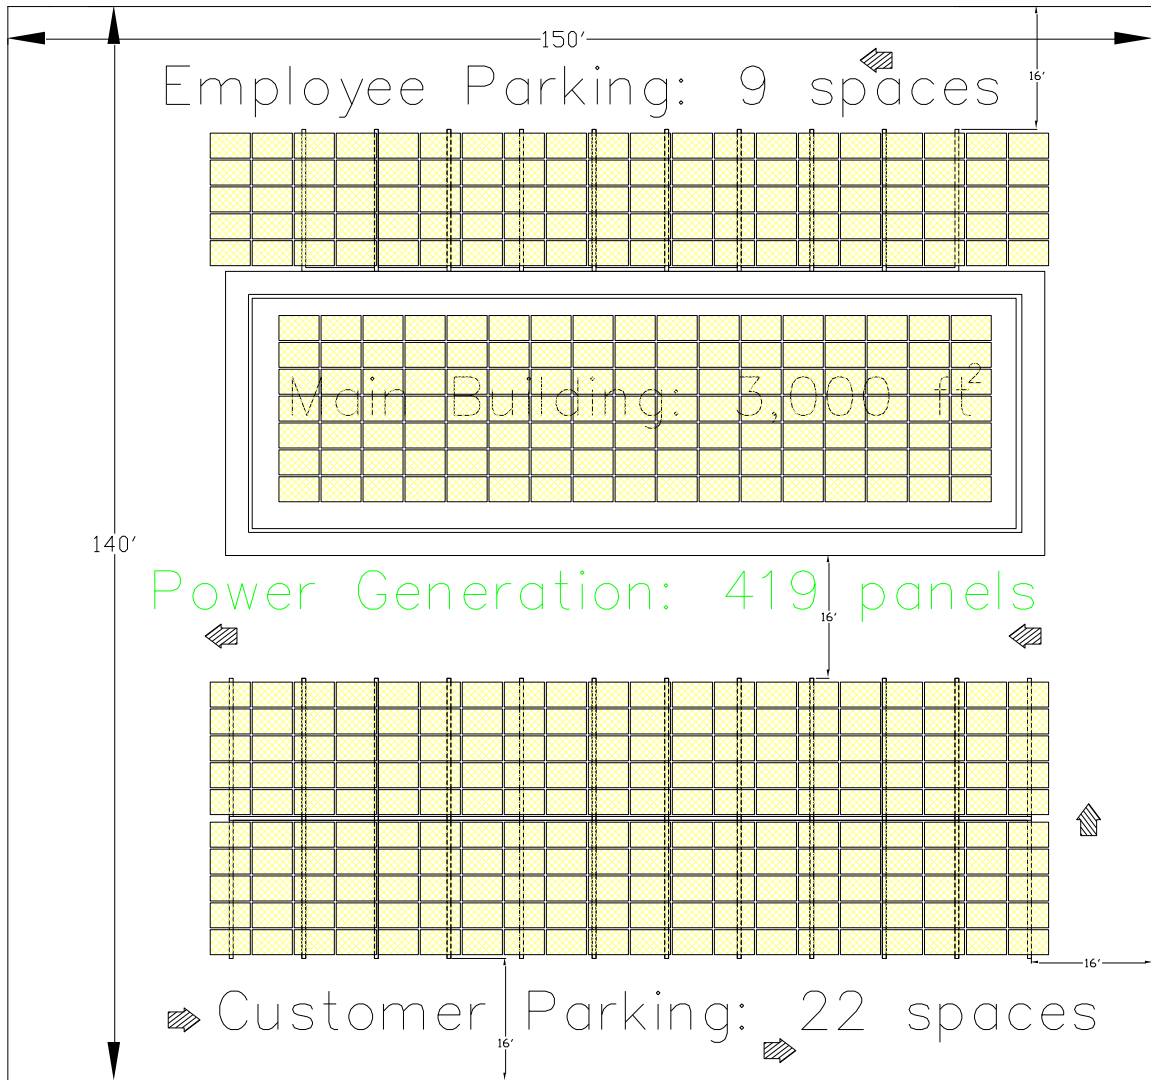 150'
16'
Employee Parking: 9 spaces
Main Building: 3,000 ft²
140'
Power Generation: 419 panels
16'
16'
Customer Parking: 22 spaces
16'